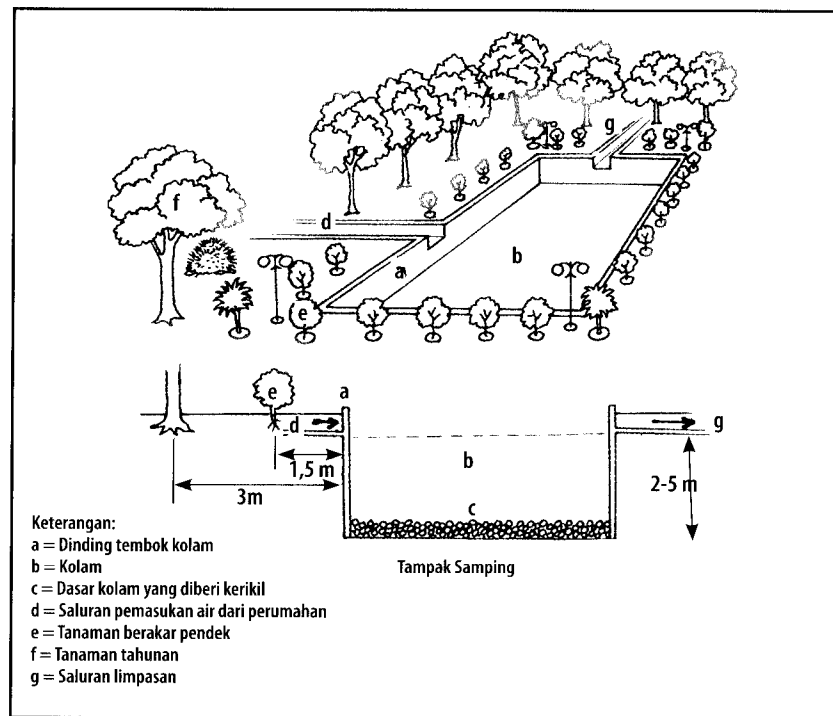 g
f
d
b
a
e
e
a
d
g
b
1,5 m
2-5 m
3m
c
Keterangan:
a = Dinding tembok kolam
b = Kolam
Tampak Samping
c = Dasar kolam yang diberi kerikil
d = Saluran pemasukan air dari perumahan
e = Tanaman berakar pendek
f = Tanaman tahunan
g = Saluran limpasan